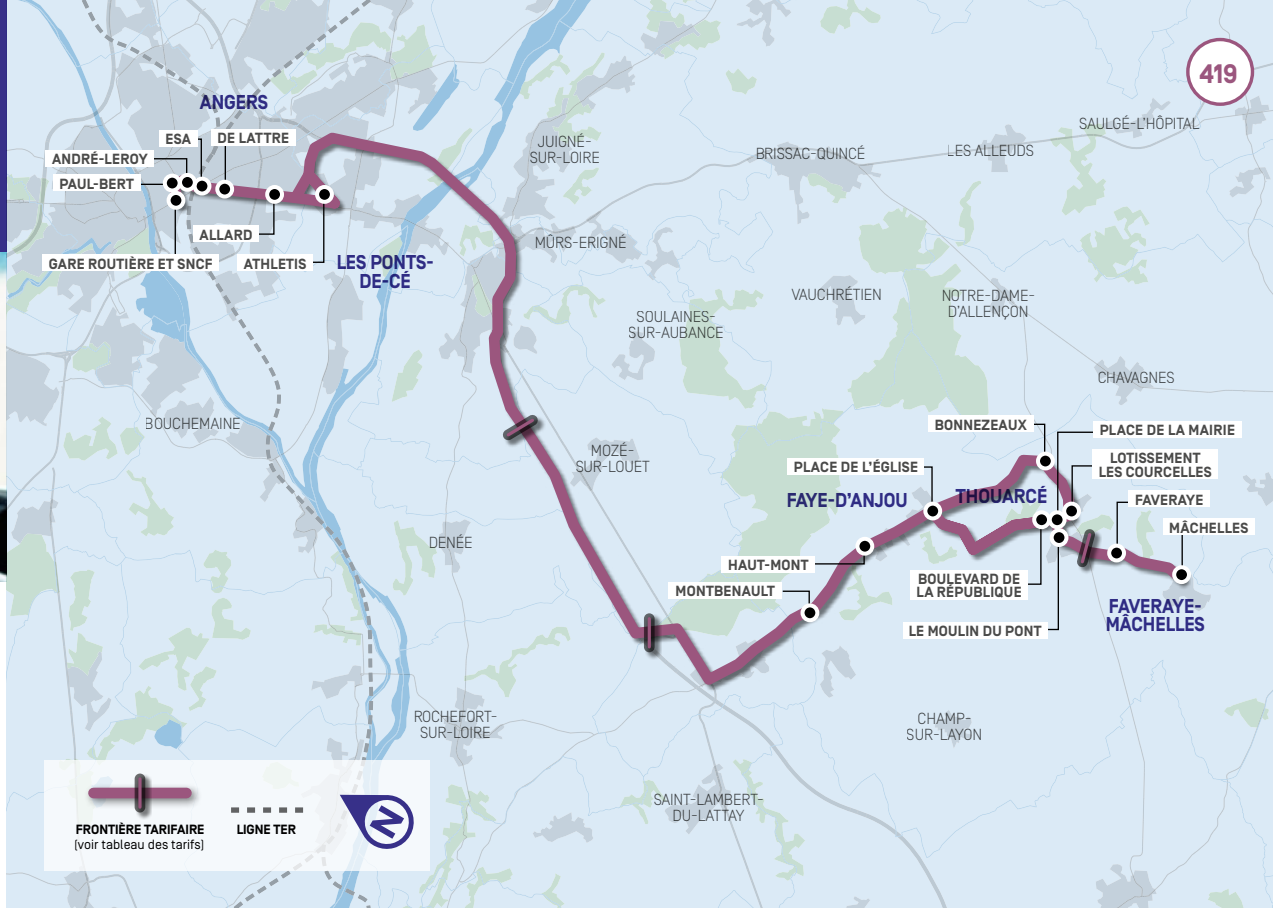 419
ANGERS
ESA
DE LATTRE
ANDRÉ-LEROY
PAUL-BERT
ALLARD
GARE ROUTIÈRE ET SNCF
ATHLETIS
LES PONTS-
DE-CÉ
JUIGNÉ-
SUR-LOIRE
BRISSAC-QUINCÉ
LES ALLEUDS
SAULGÉ-L'HÔPITAL
MÛRS-ERIGNÉ
SOULAINES-
SUR-AUBANCE
VAUCHRÉTIEN
NOTRE-DAME-
D'ALLENÇON
CHAVAGNES
BOUCHEMAINE
MOZÉ-
SUR-LOUET
DENÉE
BONNEZEAUX
PLACE DE LA MAIRIE
PLACE DE L'ÉGLISE
LOTISSEMENT
LES COURCELLES
FAYE-D'ANJOU
THOUARCÉ
FAVERAYE
MÂCHELLES
HAUT-MONT
MONTBENAULT
BOULEVARD DE
LA RÉPUBLIQUE
LE MOULIN DU PONT
FAVERAYE-
MÂCHELLES
ROCHEFORT-
SUR-LOIRE
CHAMP-
SUR-LAYON
SAINT-LAMBERT-
DU-LATTAY
FRONTIÈRE TARIFAIRE
(voir tableau des tarifs)
LIGNE TER
N